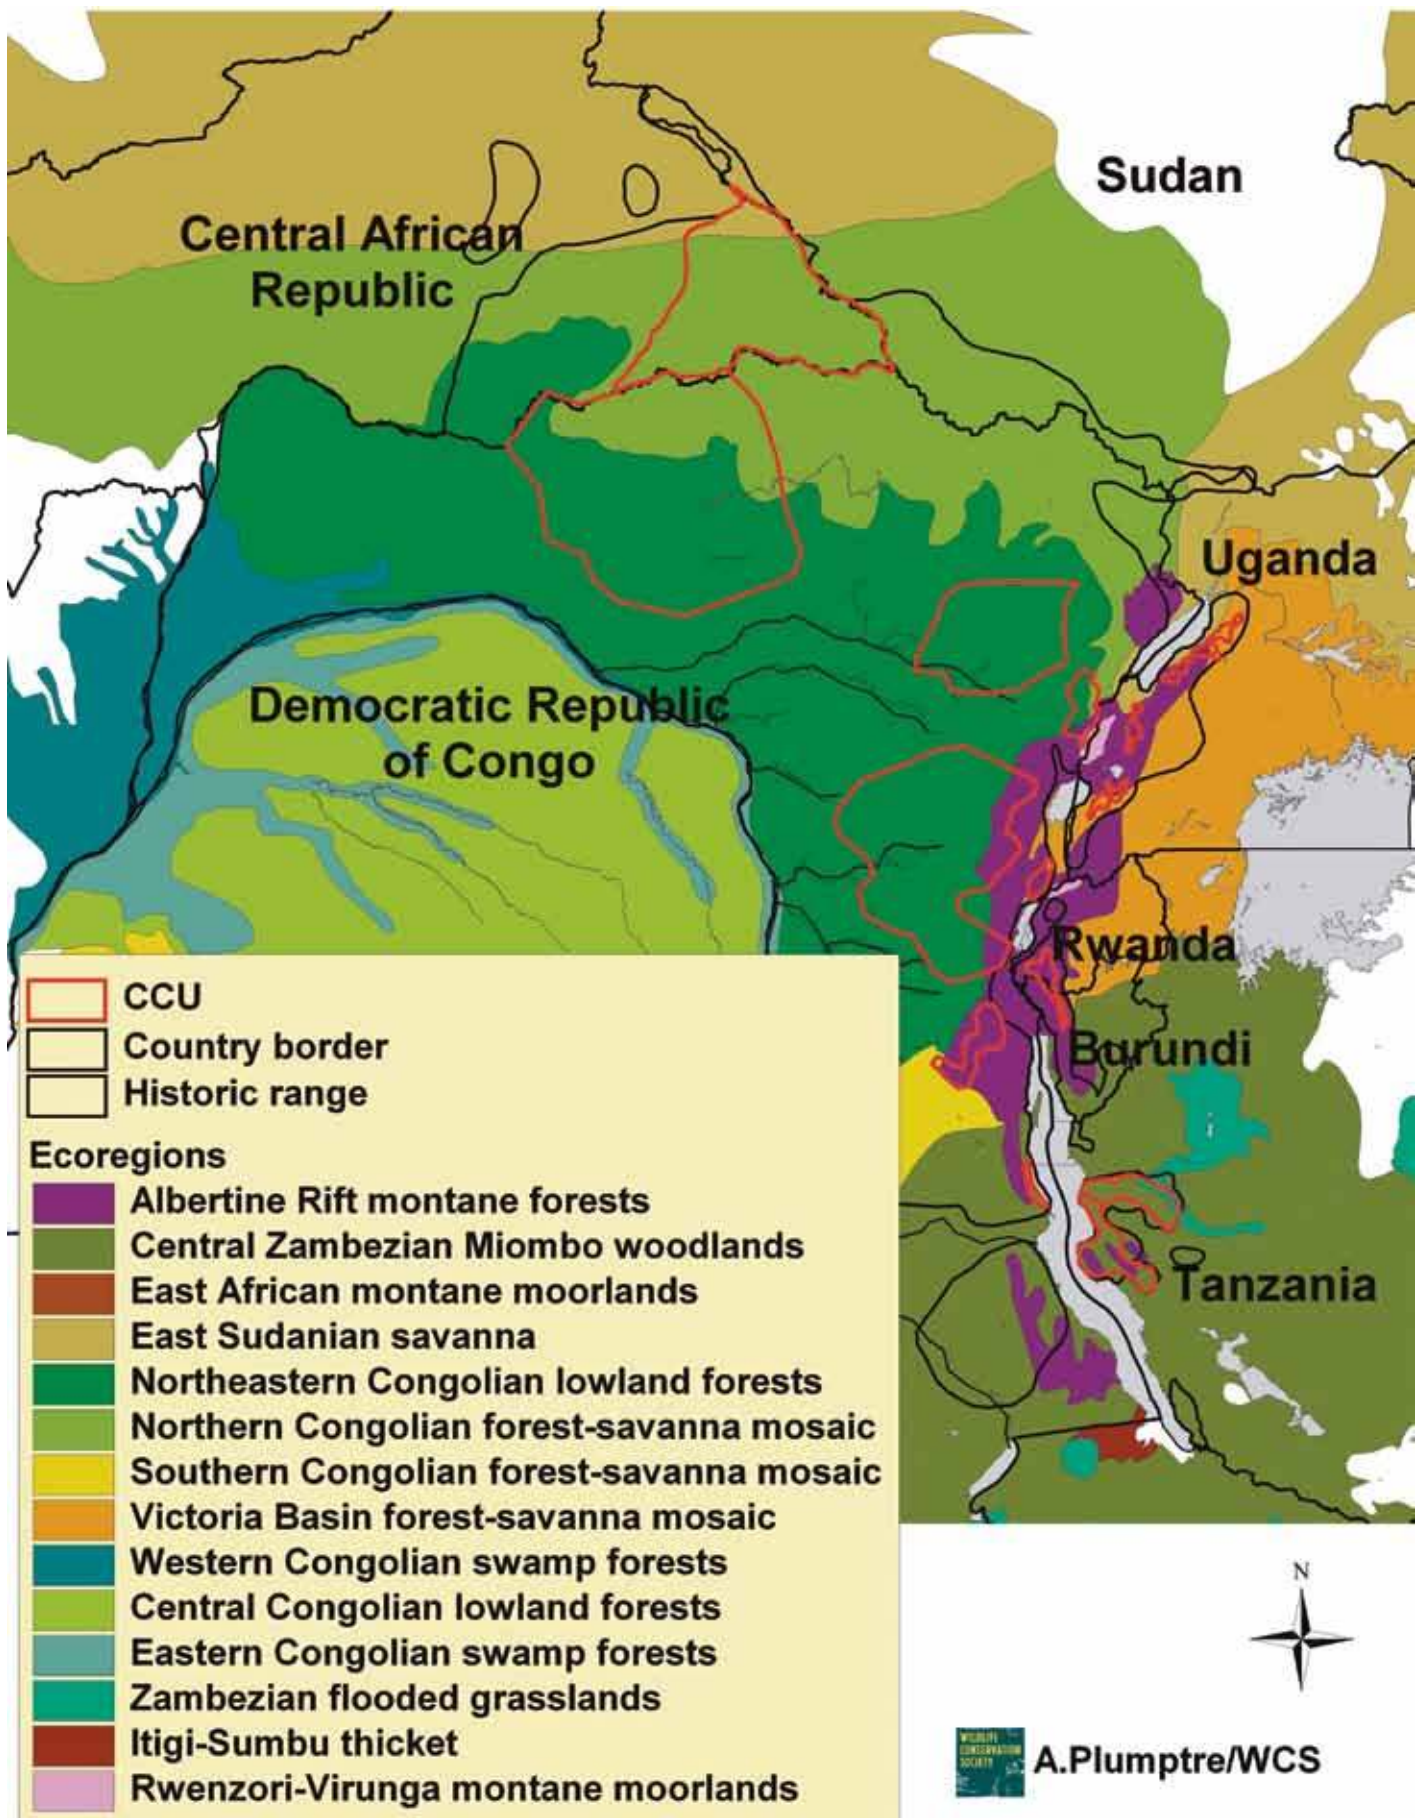 Sudan
Central African
Republic
Uganda
Democratic Republic
of Congo
Rwanda
Burundi
Tanzania
CCU
Country border
Historic range
Ecoregions
Albertine Rift montane forests
Central Zambezian Miombo woodlands
East African montane moorlands
East Sudanian savanna
Northeastern Congolian lowland forests
Northern Congolian forest-savanna mosaic
Southern Congolian forest-savanna mosaic
Victoria Basin forest-savanna mosaic
Western Congolian swamp forests
Central Congolian lowland forests
Eastern Congolian swamp forests
Zambezian flooded grasslands
Itigi-Sumbu thicket
Rwenzori-Virunga montane moorlands
N
WILDLIFE
CONSERVATION
SOCIETY
A.Plumptre/WCS